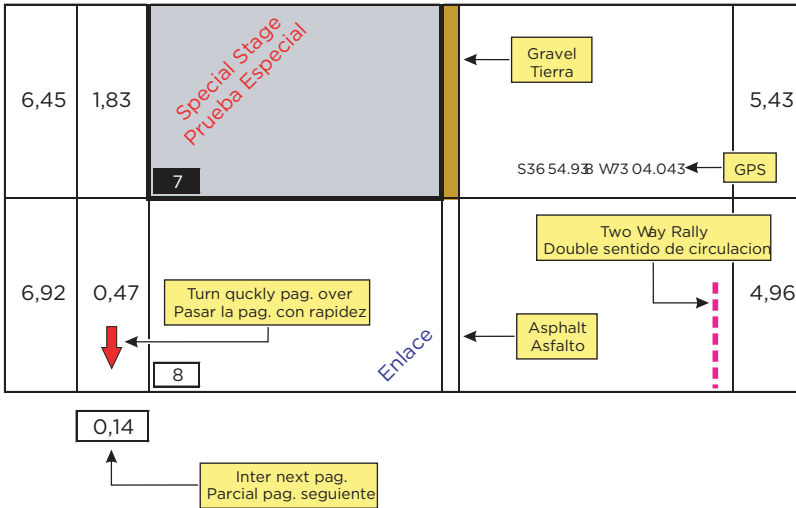 6,45
1,83
Special Stage
Prueba Especial
7
Gravel
Tierra
S36 54.938 W73 04.043
GPS
5,43
6,92
0,47
Turn quckly pag. over
Pasar la pag. con rapidez
8
Enlace
Asphalt
Asfalto
Two Way Rally
Double sentido de circulacion
4,96
0,14
Inter next pag.
Parcial pag. seguiente